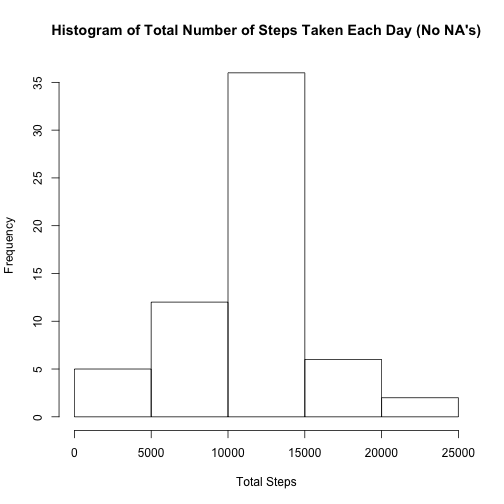 Histogram of Total Number of Steps Taken Each Day (No NA's)
35
30
25
20
15
10
5
0
Frequency
0 5000 10000 15000 20000 25000
Total Steps